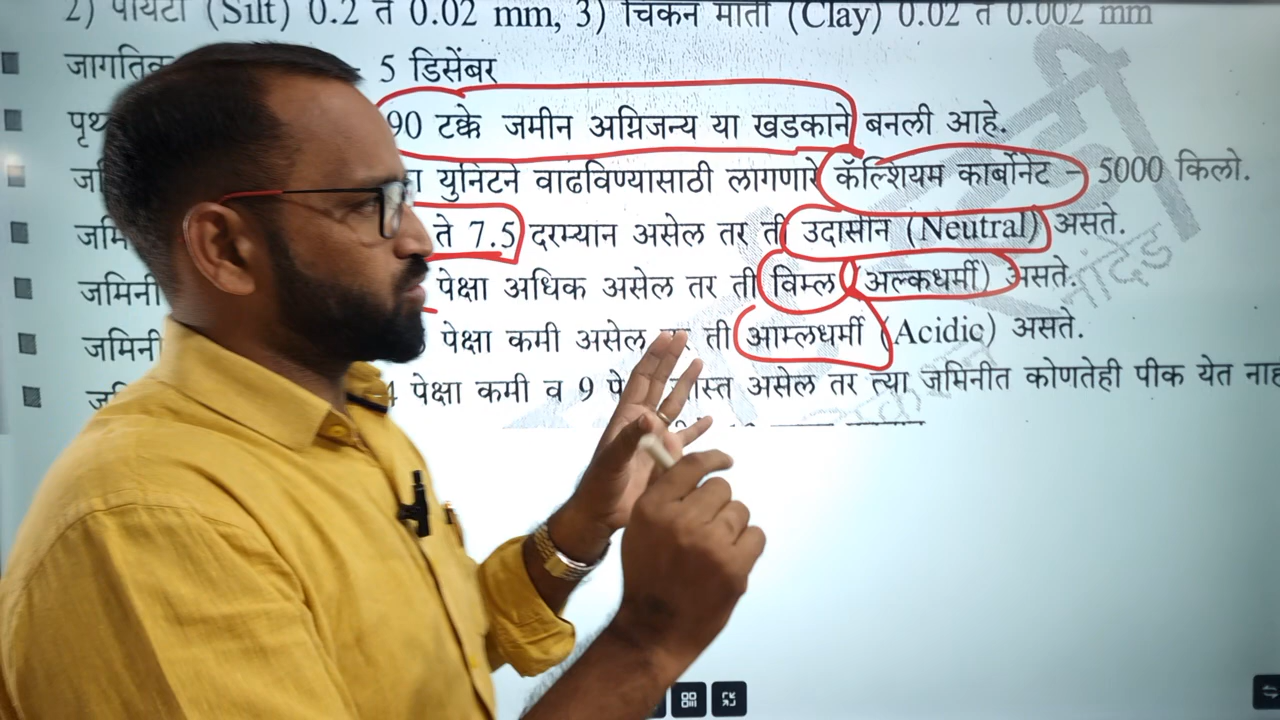 2) पोयटा (Silt) 0.2 ते 0.02 mm, 3) चिकन माती (Clay) 0.02 ते 0.002 mm
5 डिसेंबर
90 टक्के जमीन अग्निजन्य या खडकाने बनली आहे.
युनिटने वाढविण्यासाठी लागणारे कॅल्शियम कार्बोनेट – 5000 किलो.
ते 7.5 दरम्यान असेल तर ती उदासीन (Neutral) असते.
जमिनी पेक्षा अधिक असेल तर ती विम्ल (अल्कधर्मी) असते.
जमिनी पेक्षा कमी असेल तर ती आम्लधर्मी (Acidic) असते.
4 पेक्षा कमी व 9 पे जास्त असेल तर त्या जमिनीत कोणतेही पीक येत
नांदेड